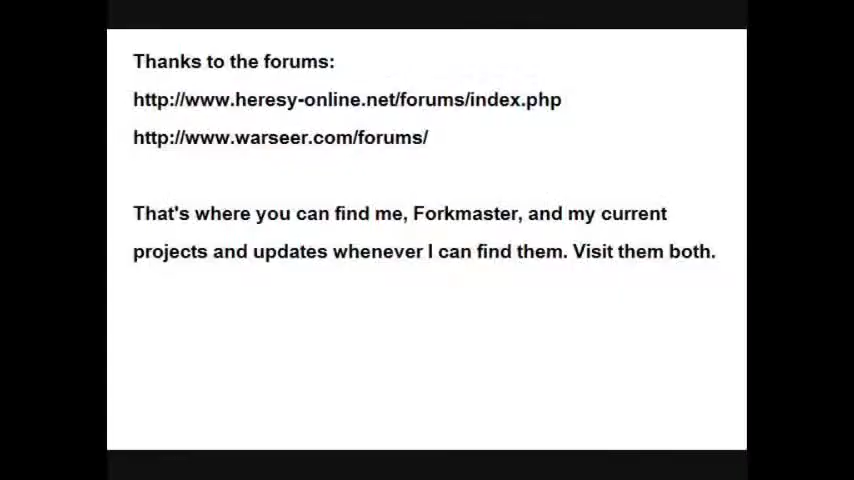 Thanks to the forums:
http://www.heresy-online.net/forums/index.php
http://www.warseer.com/forums/
That's where you can find me, Forkmaster, and my current
projects and updates whenever I can find them. Visit them both.